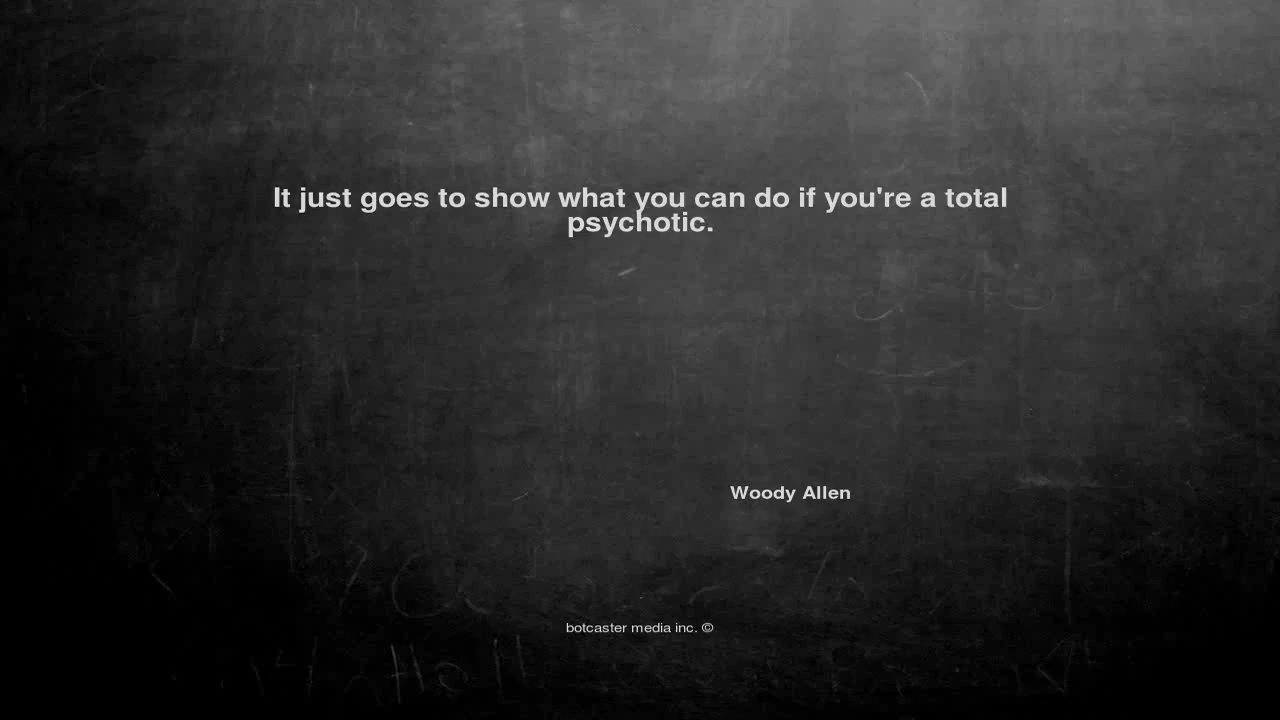 It just goes to show what you can do if you're a total
psychotic.
Woody Allen
botcaster media inc. ©